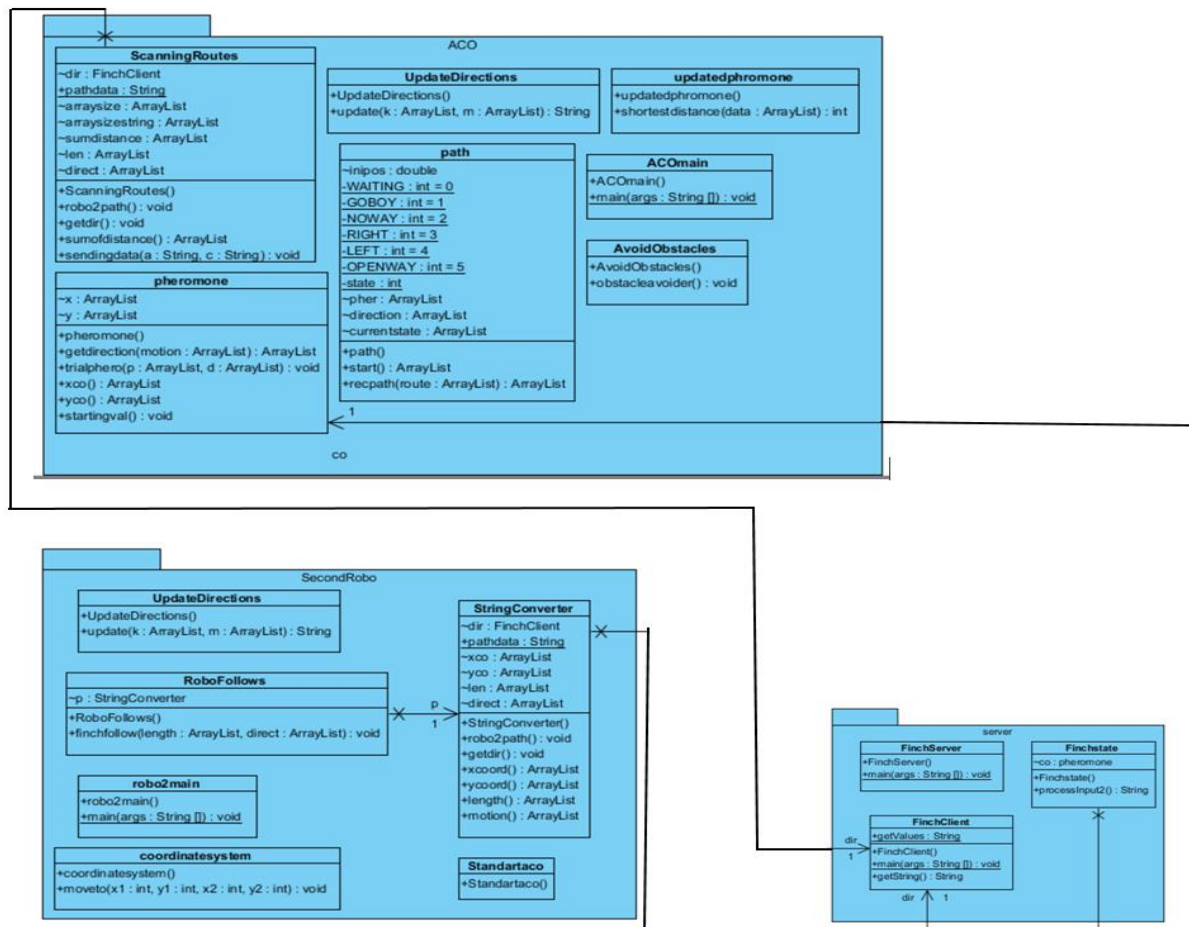 ACO
ScanningRoutes
~dir : FinchClient
+pathdata : String
~arraysize : ArrayList
~arraysizestring : ArrayList
~sumdistance : ArrayList
~len : ArrayList
~direct : ArrayList
+ScanningRoutes()
+robo2path() : void
+getdir() : void
+sumofdistance() : ArrayList
+sendingdata(a : String, c : String) : void
UpdateDirections
+UpdateDirections()
+update(k : ArrayList, m : ArrayList) : String
updatedphromone
+updatedphromone()
+shortestdistance(data : ArrayList) : int
path
~inipos : double
-WAITING : int = 0
-GOBOY : int = 1
-NOWAY : int = 2
-RIGHT : int = 3
-LEFT : int = 4
-OPENWAY : int = 5
-state : int
~pher : ArrayList
~direction : ArrayList
~currentstate : ArrayList
+path()
+start() : ArrayList
+recpath(route : ArrayList) : ArrayList
ACOmain
+ACOmain()
+main(args : String []) : void
AvoidObstacles
+AvoidObstacles()
+obstacleavoider() : void
pheromone
~x : ArrayList
~y : ArrayList
+pheromone()
+getdirection(motion : ArrayList) : ArrayList
+trialphero(p : ArrayList, d : ArrayList) : void
+xco() : ArrayList
+yco() : ArrayList
+startingval() : void
1
co
SecondRobo
UpdateDirections
+UpdateDirections()
+update(k : ArrayList, m : ArrayList) : String
RoboFollows
~p : StringConverter
+RoboFollows()
+finchfollow(length : ArrayList, direct : ArrayList) : void
p
1
robo2main
+robo2main()
+main(args : String []) : void
coordinatesystem
+coordinatesystem()
+moveto(x1 : int, y1 : int, x2 : int, y2 : int) : void
StringConverter
~dir : FinchClient
+pathdata : String
~xco : ArrayList
~yco : ArrayList
~len : ArrayList
~direct : ArrayList
+StringConverter()
+robo2path() : void
+getdir() : void
+xcoord() : ArrayList
+ycoord() : ArrayList
+length() : ArrayList
+motion() : ArrayList
Standartaco
+Standartaco()
server
FinchServer
+FinchServer()
+main(args : String []) : void
Finchstate
~co : pheromone
+Finchstate()
+processInput2() : String
FinchClient
+getValues : String
+FinchClient()
+main(args : String []) : void
+getString() : String
dir
1
dir 1